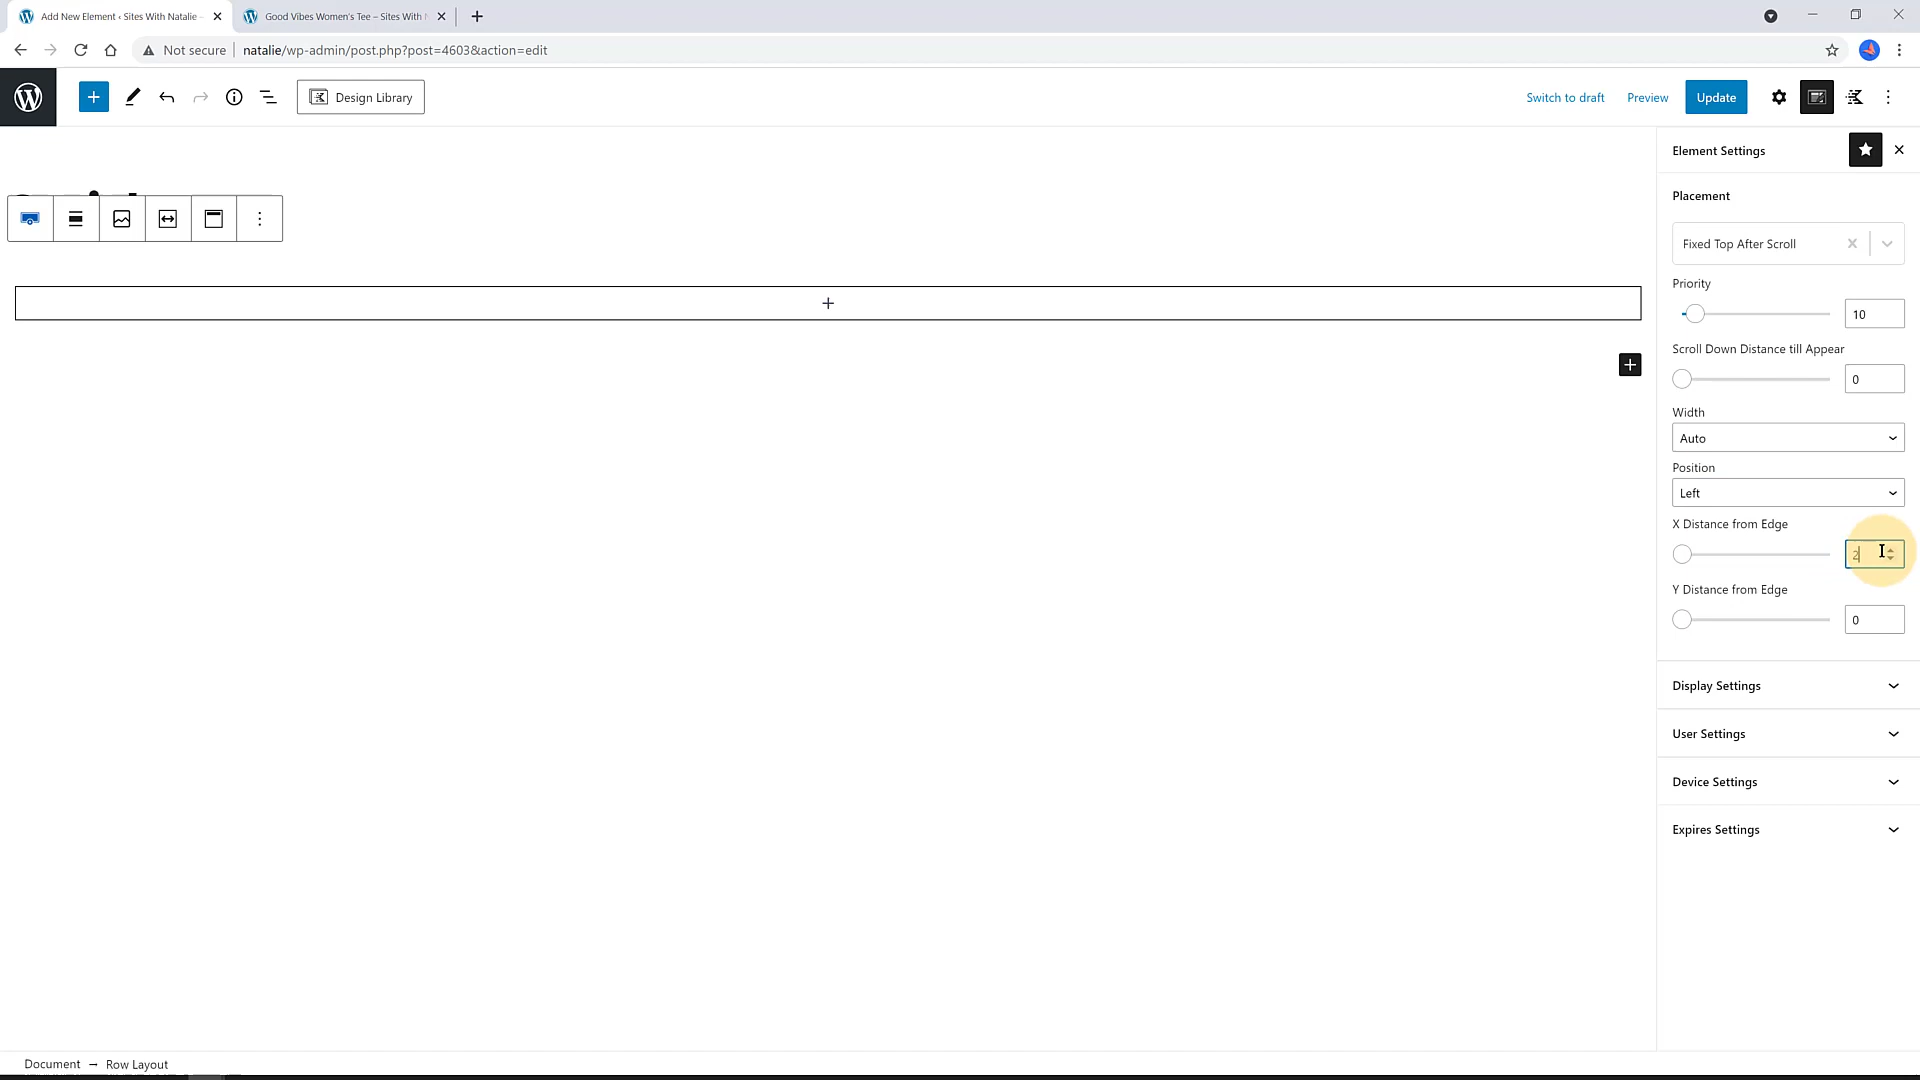 Add New Element ‹ Sites With Natalie
Good Vibes Women's Tee – Sites With
Not secure
natalie/wp-admin/post.php?post=4603&action=edit
Design Library
Switch to draft
Preview
Update
Element Settings
Placement
Fixed Top After Scroll
Priority
10
Scroll Down Distance till Appear
0
Width
Auto
Position
Left
X Distance from Edge
2
Y Distance from Edge
0
Display Settings
User Settings
Device Settings
Expires Settings
Document → Row Layout